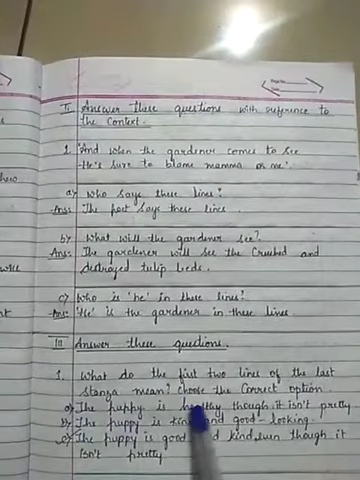 II. Answer these questions with reference to
the Context.
1. "And when the gardener comes to see
He's sure to blame mamma or me".
a) Who says these lines?
Ans: The poet says these lines.
b) What will the gardener see?
Ans: The gardener will see the Crushed and
destroyed tulip beds.
c) Who is 'he' in these lines?
Ans: 'He' is the gardener in these lines
III Answer these questions.
1. What do the first two lines of the last
stanza mean? Choose the Correct option.
a) The puppy is healthy though it isn't pretty
b) The puppy is kind and good-looking.
c) The puppy is good and kind, even though it
isn't pretty